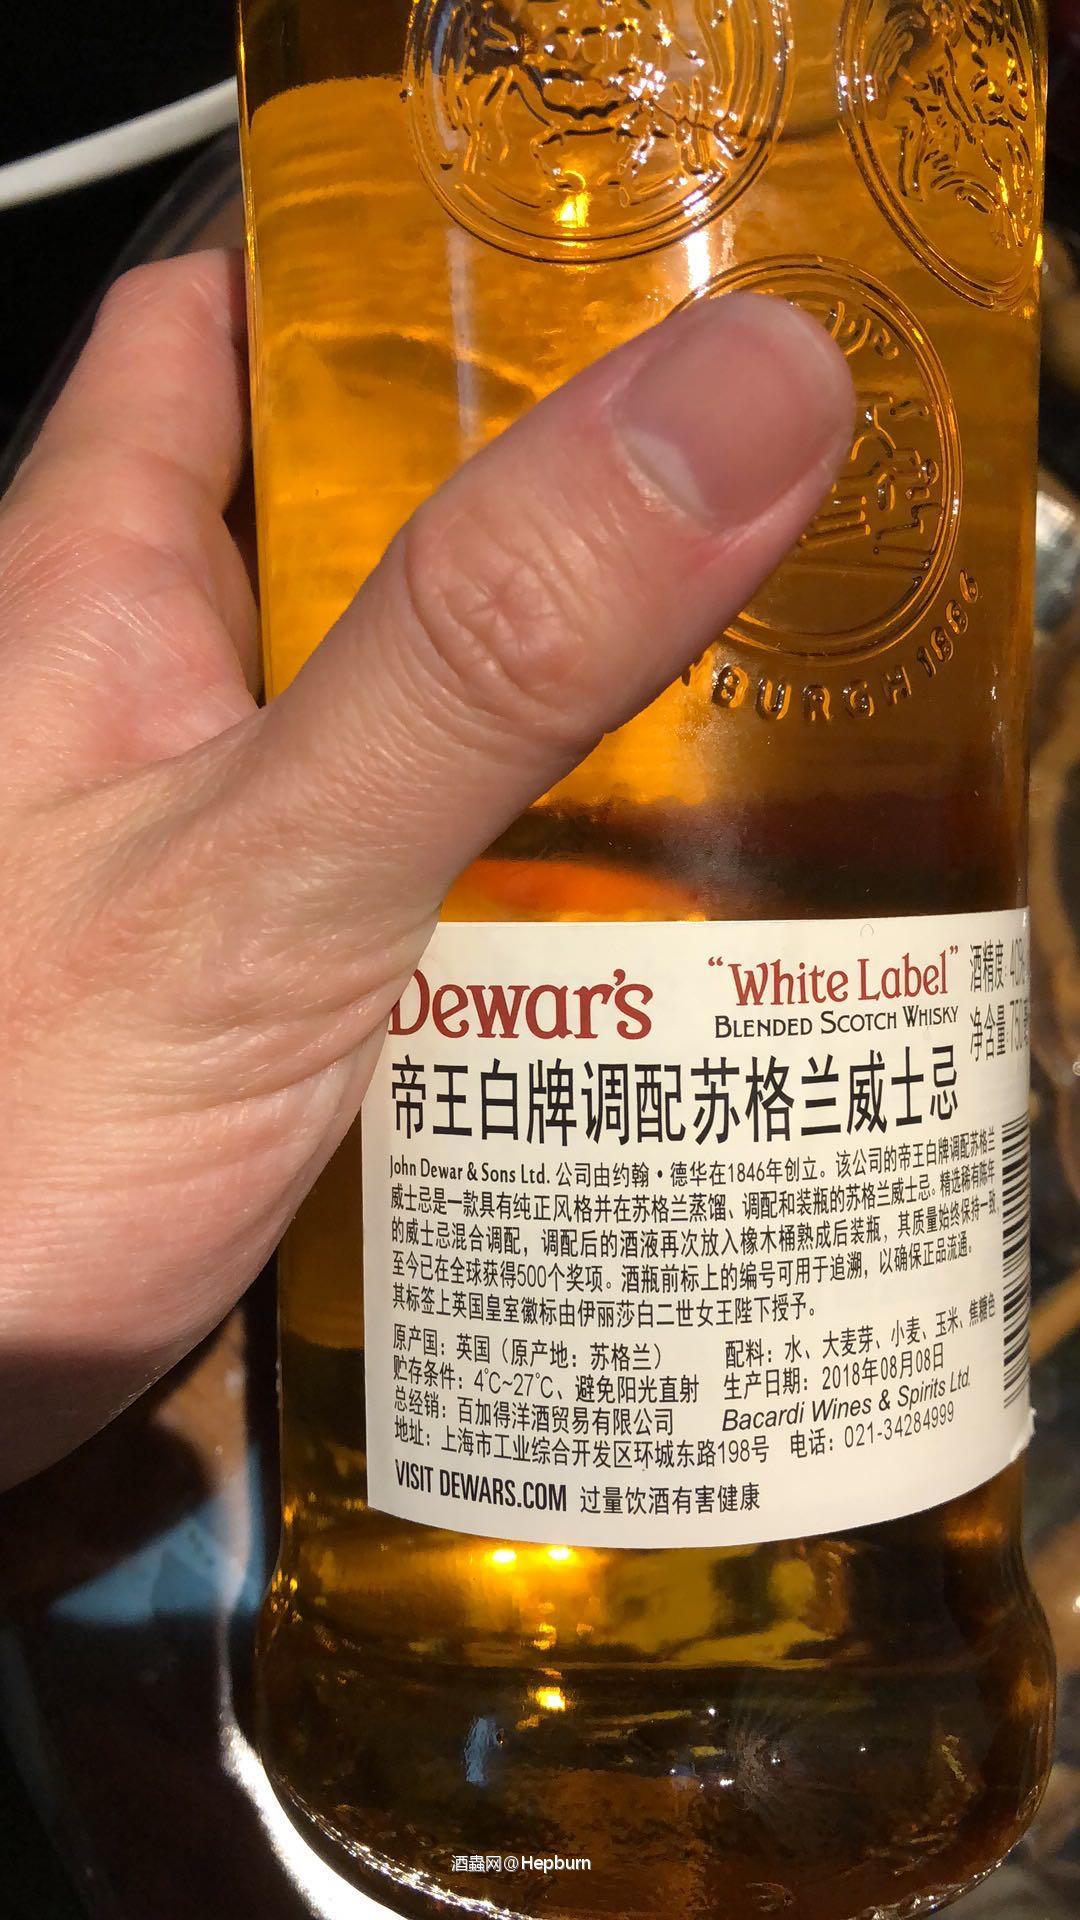 BURGH 1886
Dewar's
“White Label”
BLENDED SCOTCH WHISKY
酒精度: 40%
净含量: 750
帝王白牌调配苏格兰威士忌
John Dewar & Sons Ltd. 公司由约翰·德华在1846年创立。该公司的帝王白牌调配苏格兰
威士忌是一款具有纯正风格并在苏格兰蒸馏、调配和装瓶的苏格兰威士忌。精选稀有陈年
的威士忌混合调配，调配后的酒液再次放入橡木桶熟成后装瓶，其质量始终保持一致。
至今已在全球获得500个奖项。酒瓶前标上的编号可用于追溯，以确保正品流通。
其标签上英国皇室徽标由伊丽莎白二世女王陛下授予。
原产国：英国（原产地：苏格兰）
贮存条件：4℃~27℃、避免阳光直射
总经销：百加得洋酒贸易有限公司
配料：水、大麦芽、小麦、玉米、焦糖色
生产日期：2018年08月08日
Bacardi Wines & Spirits Ltd.
地址：上海市工业综合开发区环城东路198号 电话：021-34284999
VISIT DEWARS.COM 过量饮酒有害健康
酒蟲网@Hepburn